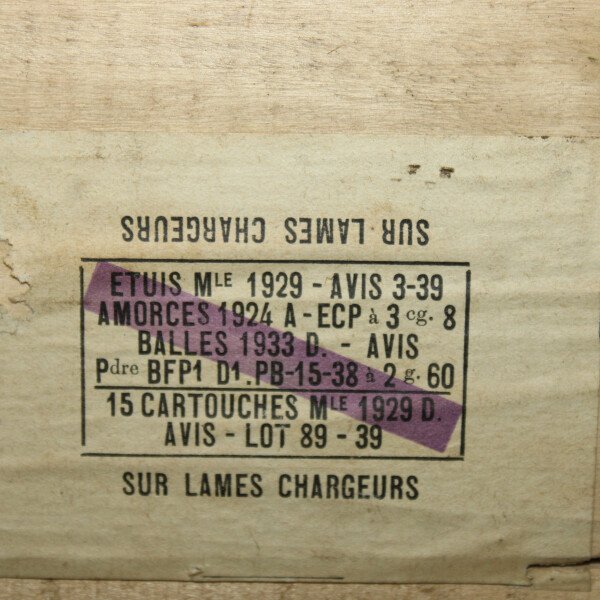 SUR LAMES CHARGEURS
ETUIS MLE 1929 - AVIS 3-39
AMORCES 1924 A - ECP à 3 cg. 8
BALLES 1933 D. - AVIS
Pdre BFP1 D1.PB-15-38 à 2 g. 60
15 CARTOUCHES MLE 1929 D.
AVIS - LOT 89 - 39
SUR LAMES CHARGEURS